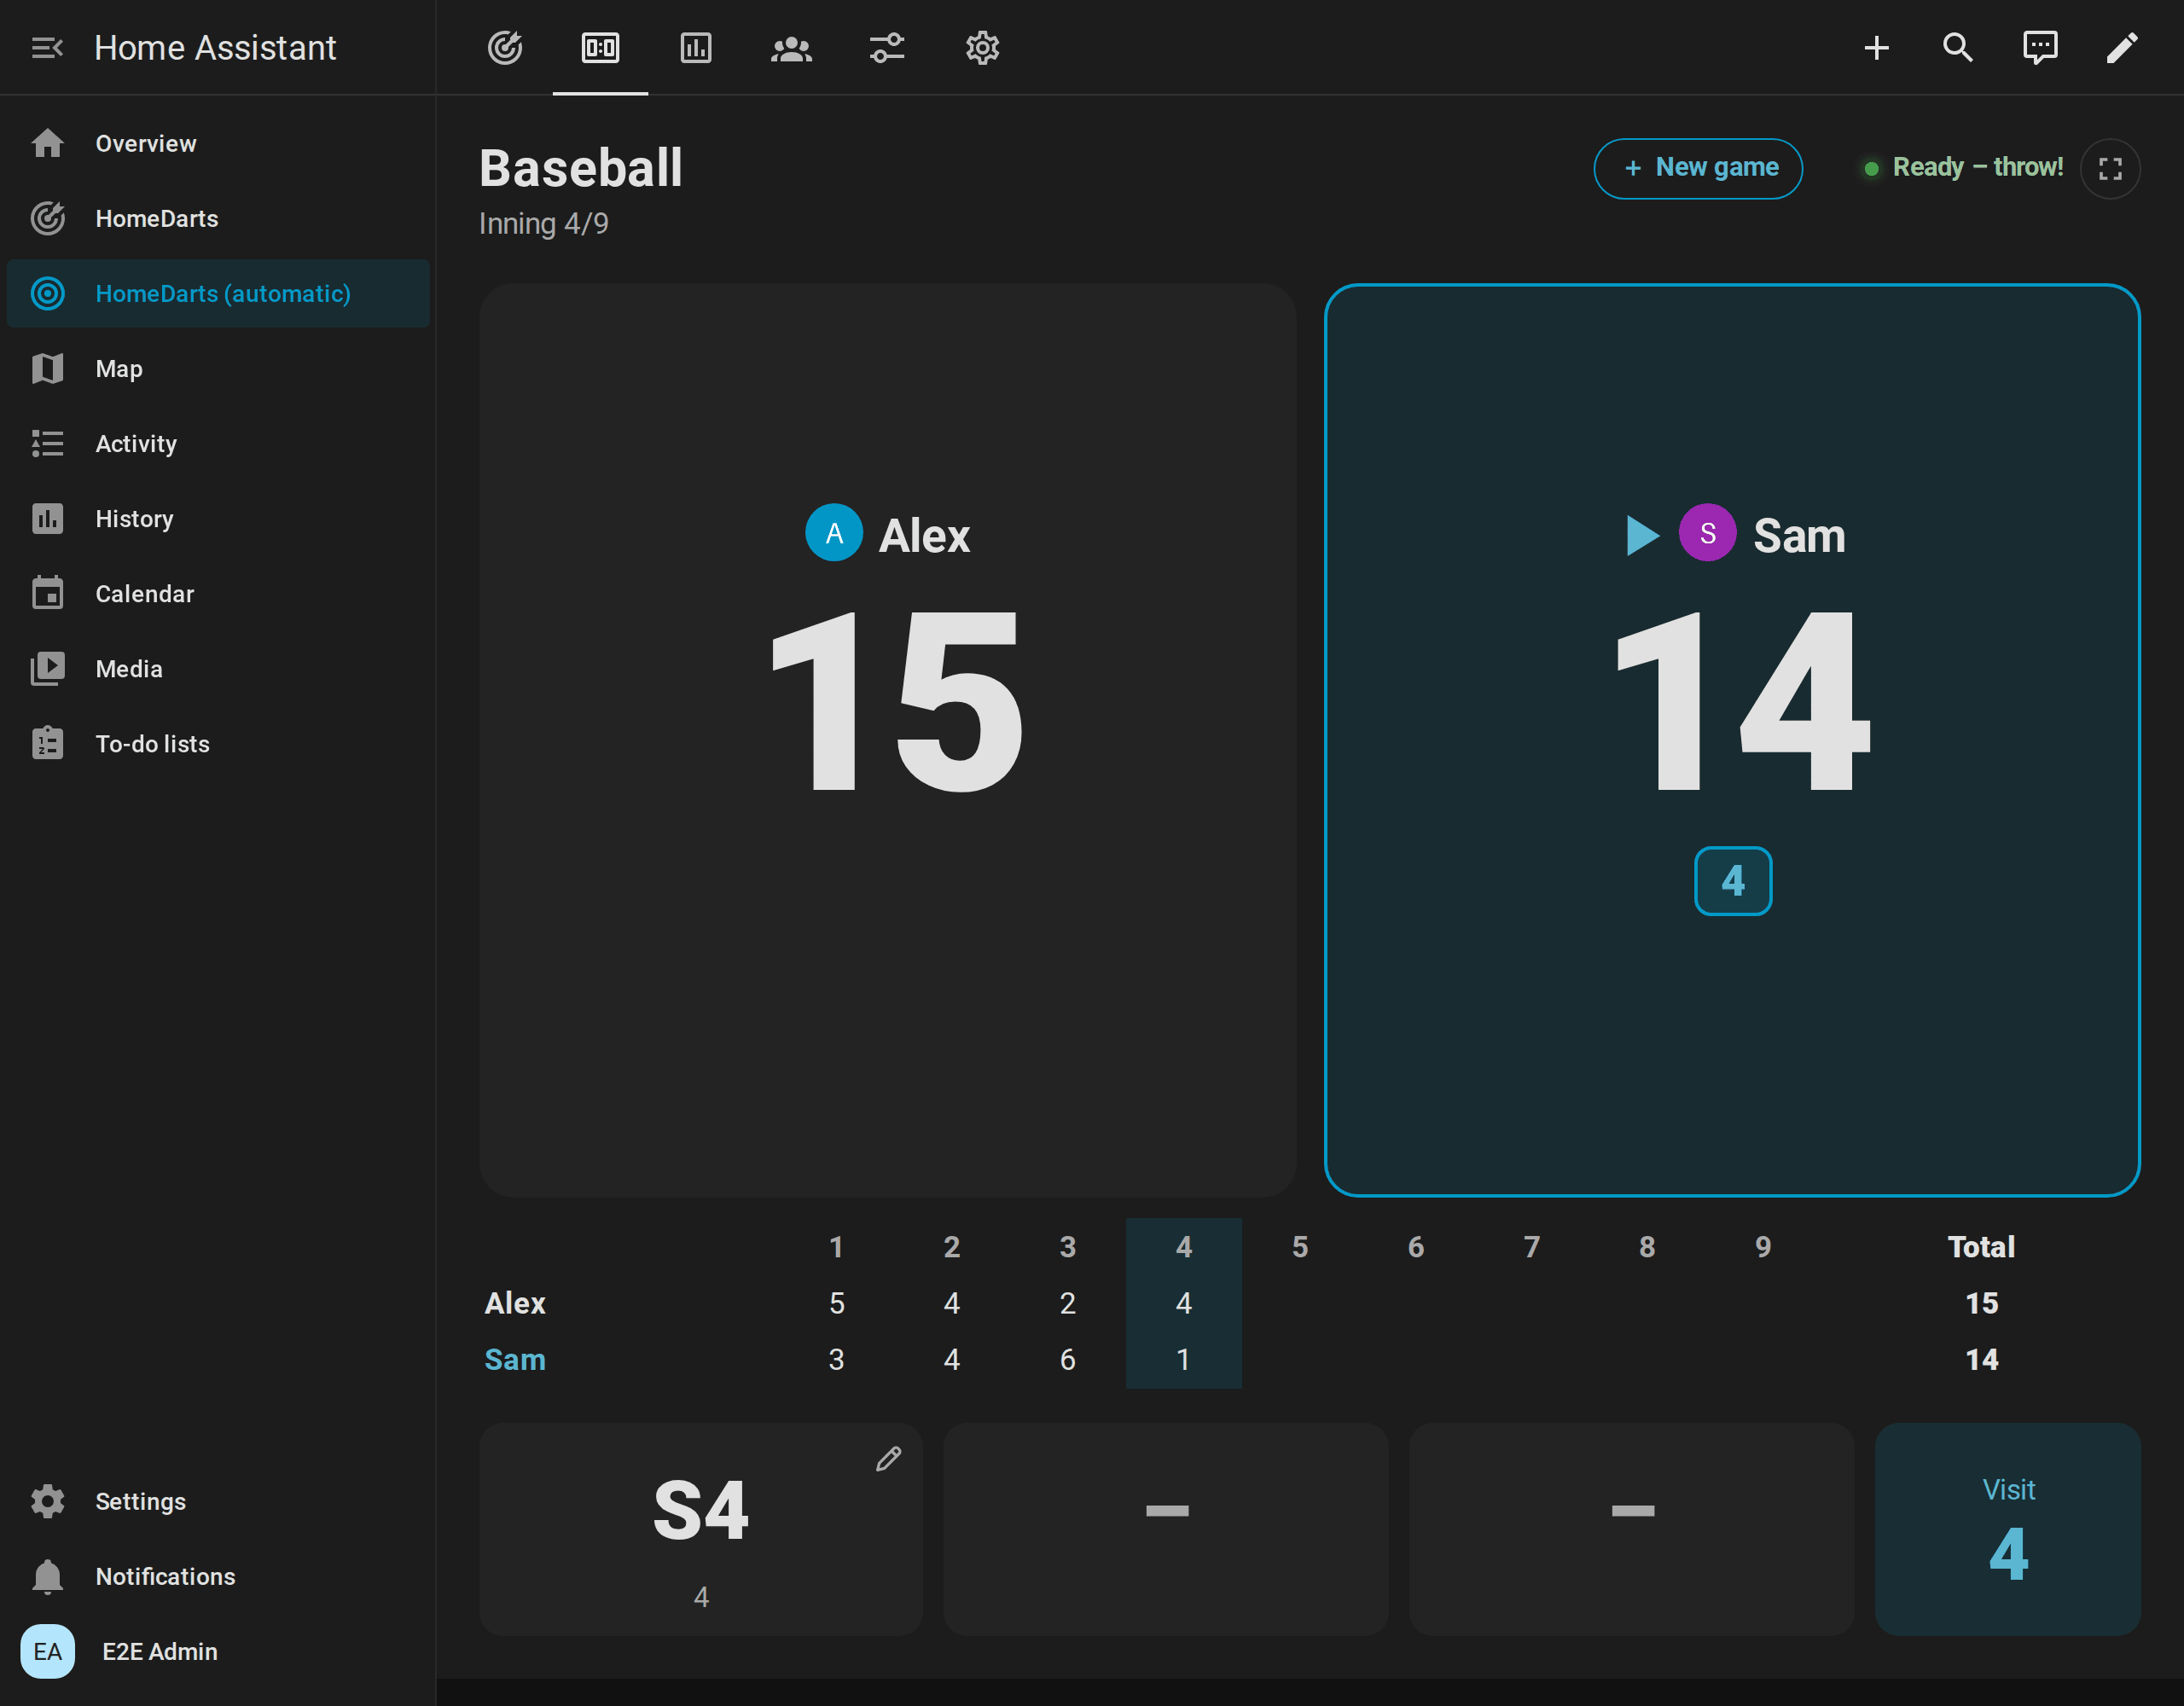 Home Assistant
0:0
Overview
HomeDarts
HomeDarts (automatic)
Map
Activity
History
Calendar
Media
To-do lists
Settings
Notifications
EA E2E Admin
Baseball
Inning 4/9
+ New game
Ready – throw!
A Alex
15
S Sam
14
4
1 2 3 4 5 6 7 8 9 Total
Alex 5 4 2 4 15
Sam 3 4 6 1 14
S4
4
–
–
Visit
4